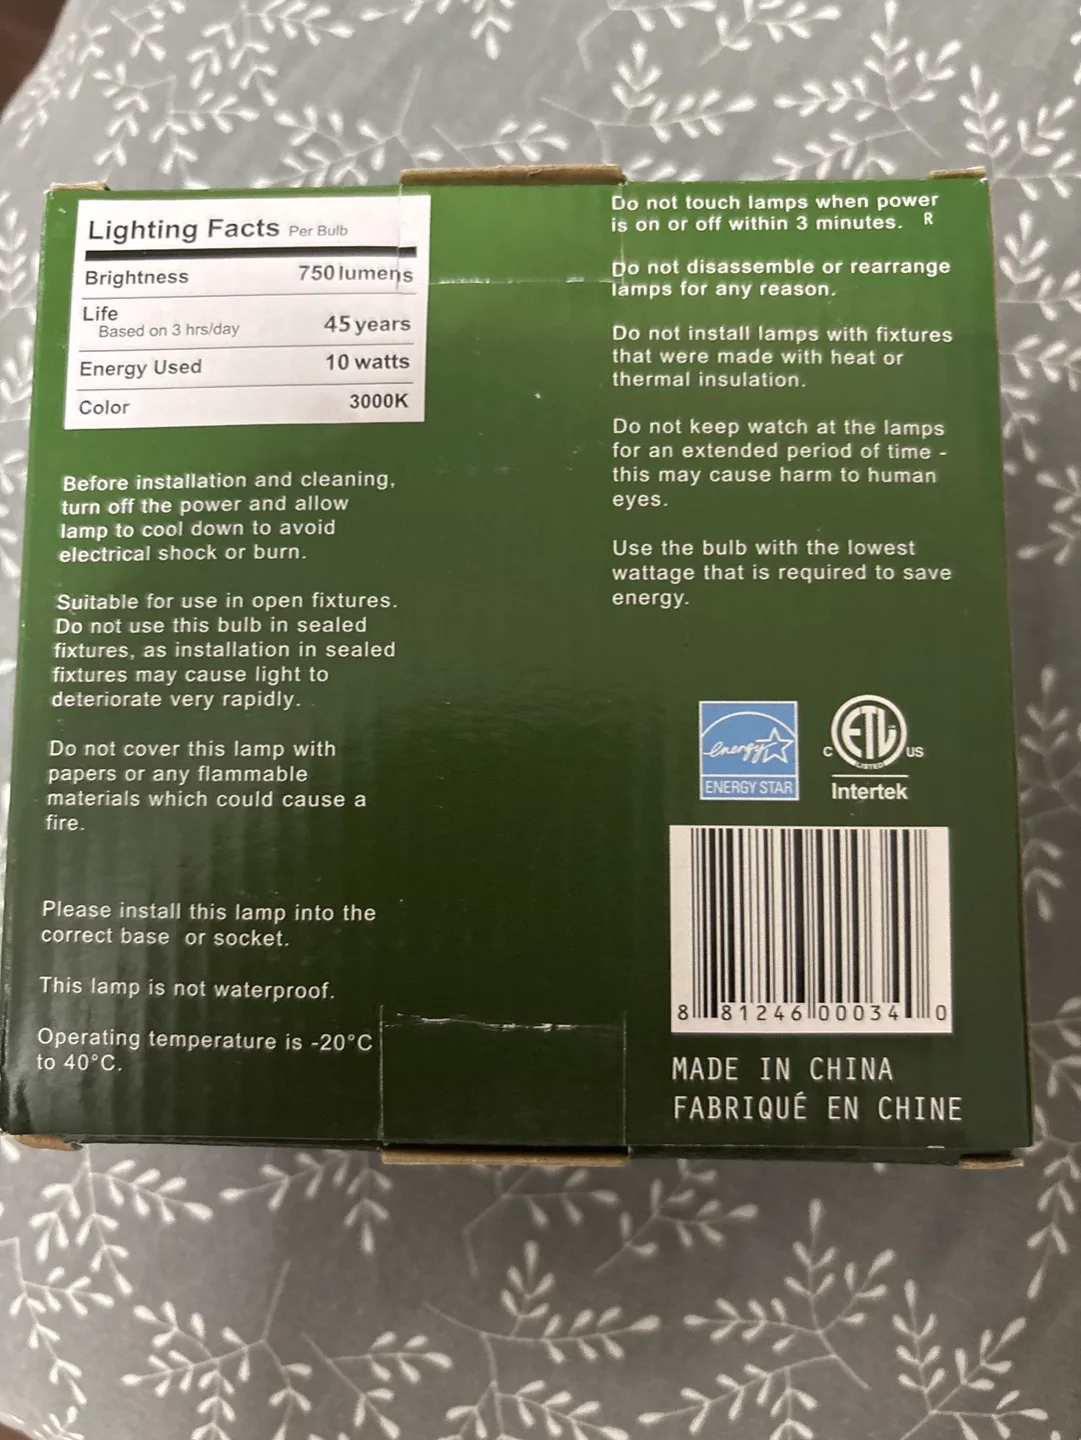 Lighting Facts Per Bulb
Brightness 750 lumens
Life
Based on 3 hrs/day 45 years
Energy Used 10 watts
Color 3000K
Before installation and cleaning,
turn off the power and allow
lamp to cool down to avoid
electrical shock or burn.
Suitable for use in open fixtures.
Do not use this bulb in sealed
fixtures, as installation in sealed
fixtures may cause light to
deteriorate very rapidly.
Do not cover this lamp with
papers or any flammable
materials which could cause a
fire.
Please install this lamp into the
correct base or socket.
This lamp is not waterproof.
Operating temperature is -20°C
to 40°C.
Do not touch lamps when power
is on or off within 3 minutes. R
Do not disassemble or rearrange
lamps for any reason.
Do not install lamps with fixtures
that were made with heat or
thermal insulation.
Do not keep watch at the lamps
for an extended period of time -
this may cause harm to human
eyes.
Use the bulb with the lowest
wattage that is required to save
energy.
energy
ENERGY STAR
C ETL US
LISTED
Intertek
8 81246 00034 0
MADE IN CHINA
FABRIQUÉ EN CHINE